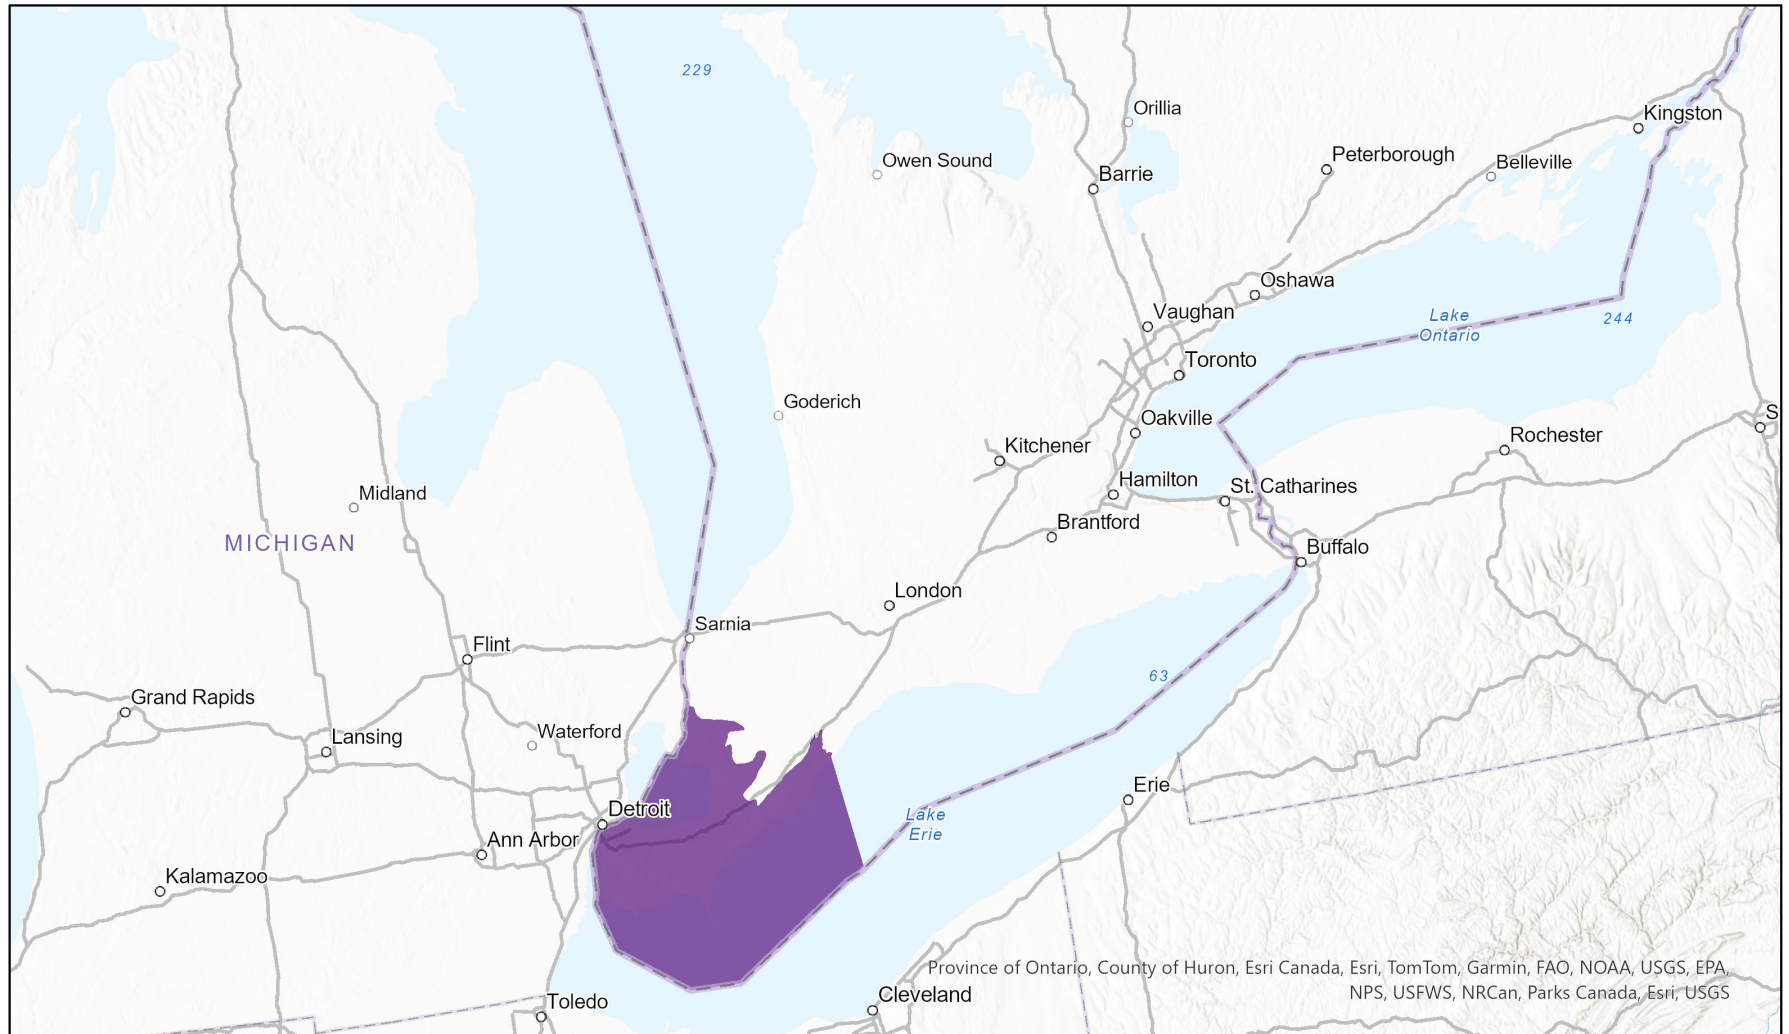 229
Orillia
Kingston
Owen Sound
Peterborough
Belleville
Barrie
Oshawa
Vaughan
Lake
Ontario
244
Toronto
Goderich
Oakville
S
Kitchener
Rochester
Hamilton
St. Catharines
Midland
Brantford
MICHIGAN
Buffalo
London
Sarnia
Flint
63
Grand Rapids
Waterford
Lansing
Erie
Detroit
Lake
Erie
Ann Arbor
Kalamazoo
Province of Ontario, County of Huron, Esri Canada, Esri, TomTom, Garmin, FAO, NOAA, USGS, EPA,
NPS, USFWS, NRCan, Parks Canada, Esri, USGS
Cleveland
Toledo